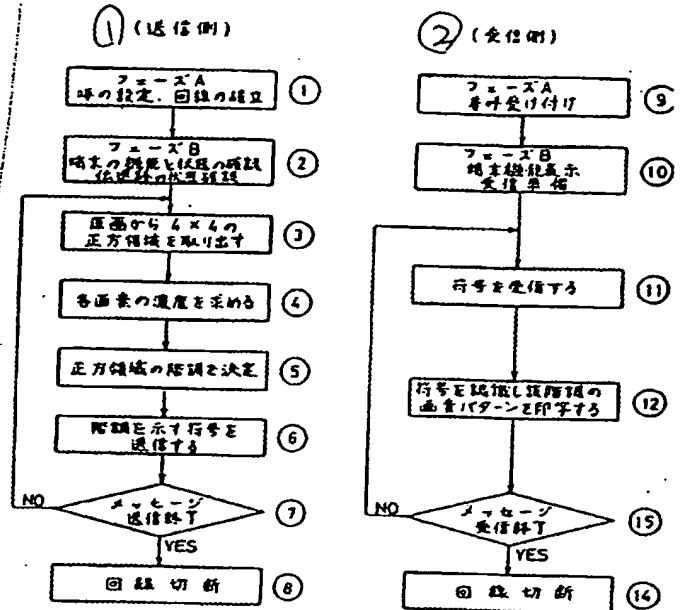 ① (送信側)
フェーズA
呼の設定、回線の確立
①
フェーズB
端末の機能と状態の確認
伝送路の状態確認
②
原画から4×4の
正方領域を取り出す
③
各画素の濃度を求める
④
正方領域の階調を決定
⑤
階調を示す符号を
送信する
⑥
メッセージ
送信終了
⑦
NO
YES
回線切断
⑧
② (受信側)
フェーズA
着呼受け付け
⑨
フェーズB
端末機能表示
受信準備
⑩
符号を受信する
⑪
符号を認識し該階調の
画素パターンを印字する
⑫
メッセージ
受信終了
⑮
NO
YES
回線切断
⑭